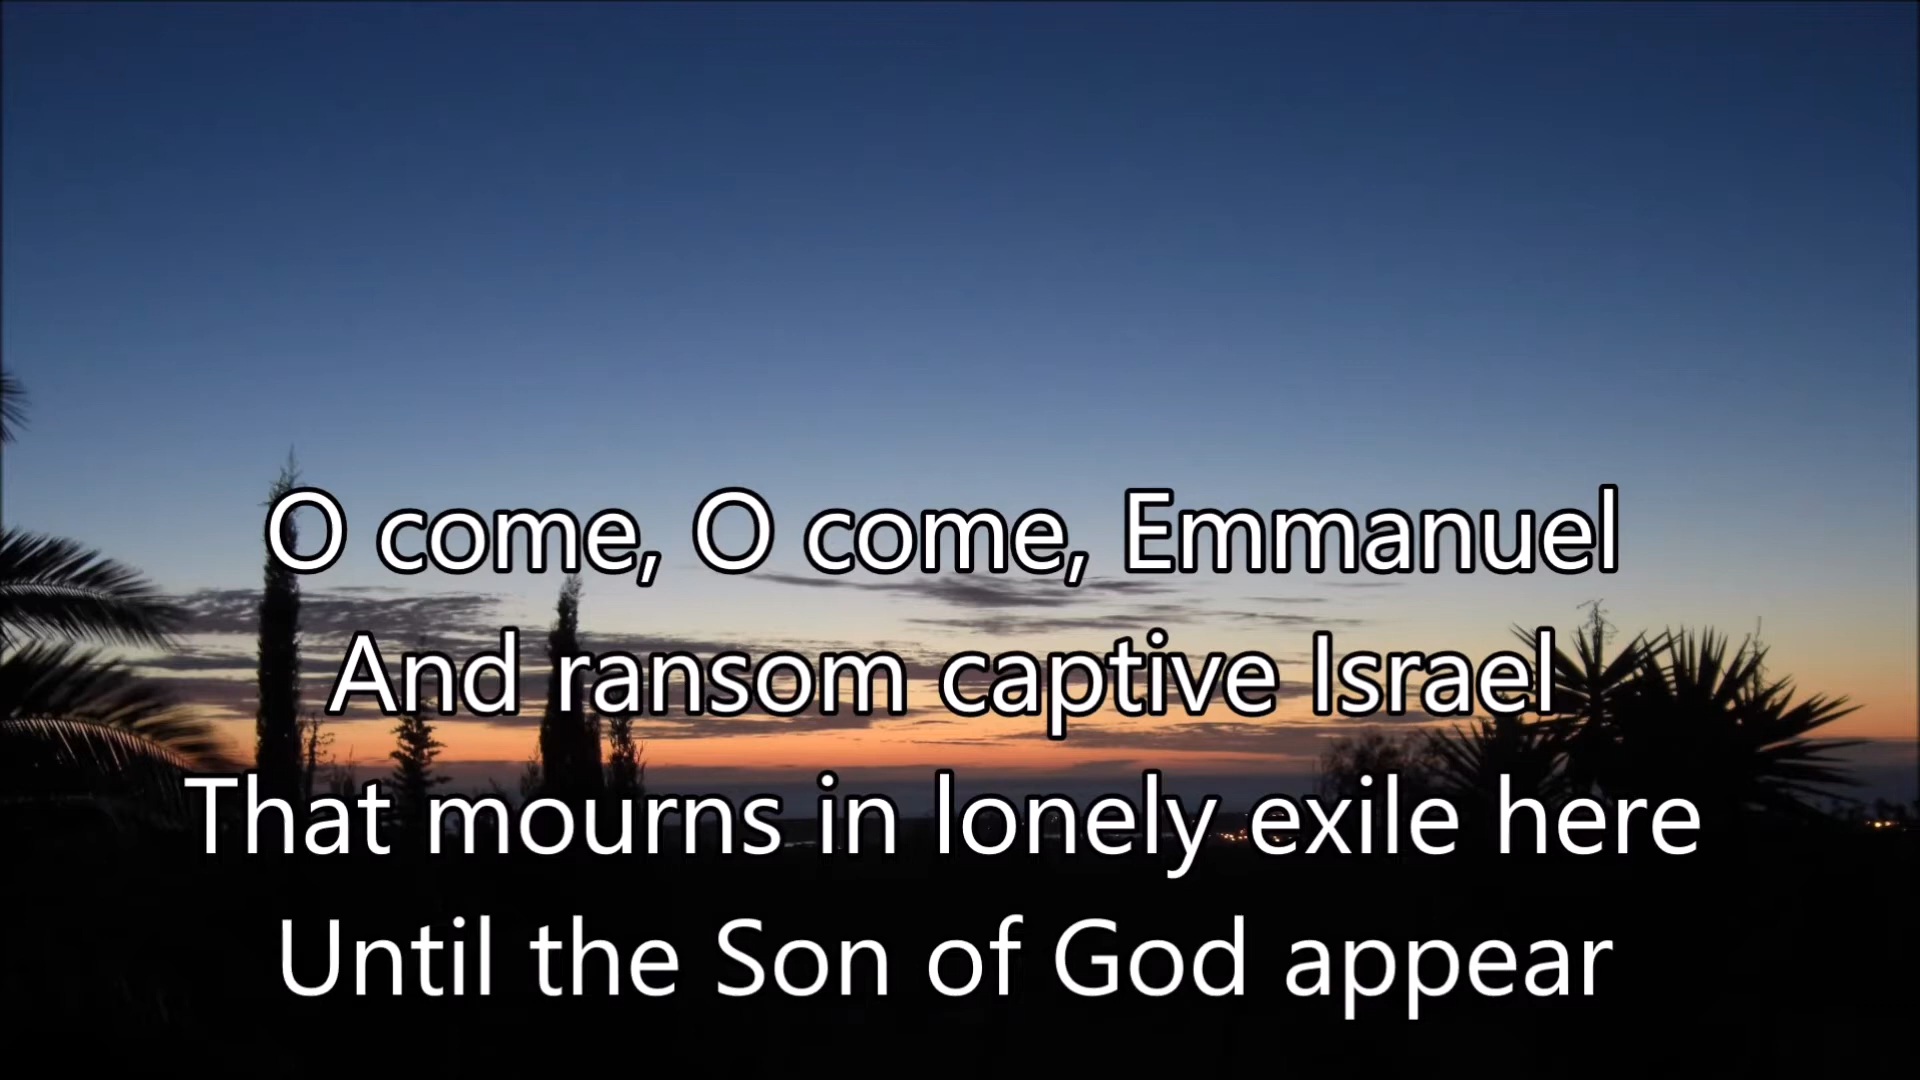 O come, O come, Emmanuel
And ransom captive Israel
That mourns in lonely exile here
Until the Son of God appear